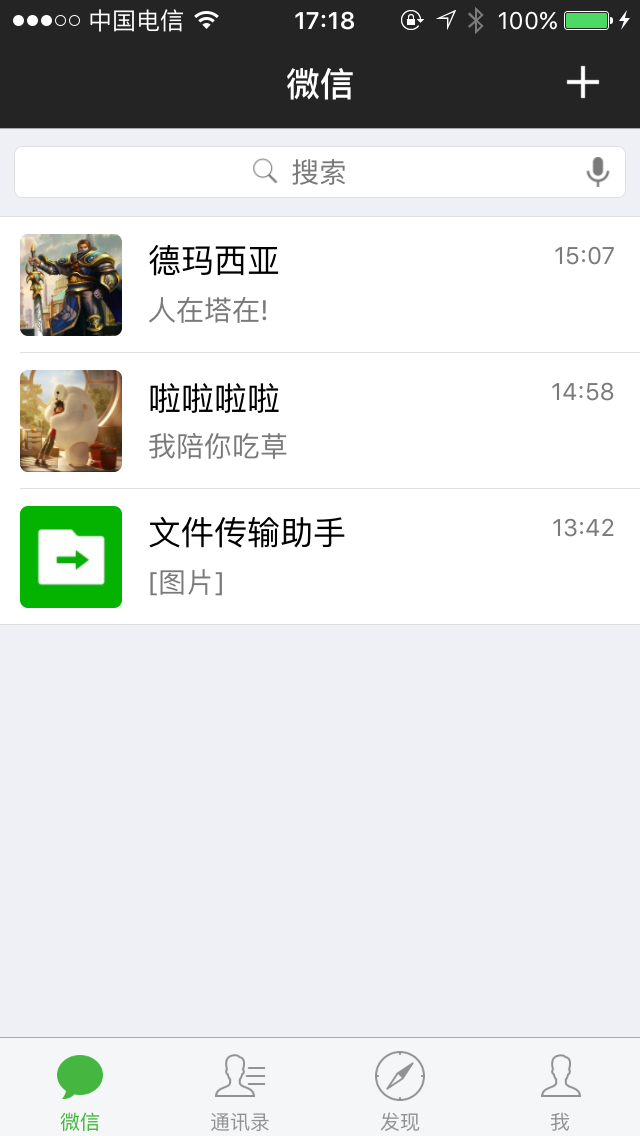 中国电信 17:18 100%
微信
搜索
德玛西亚 15:07
人在塔在!
啦啦啦啦 14:58
我陪你吃草
文件传输助手 13:42
[图片]
微信 通讯录 发现 我